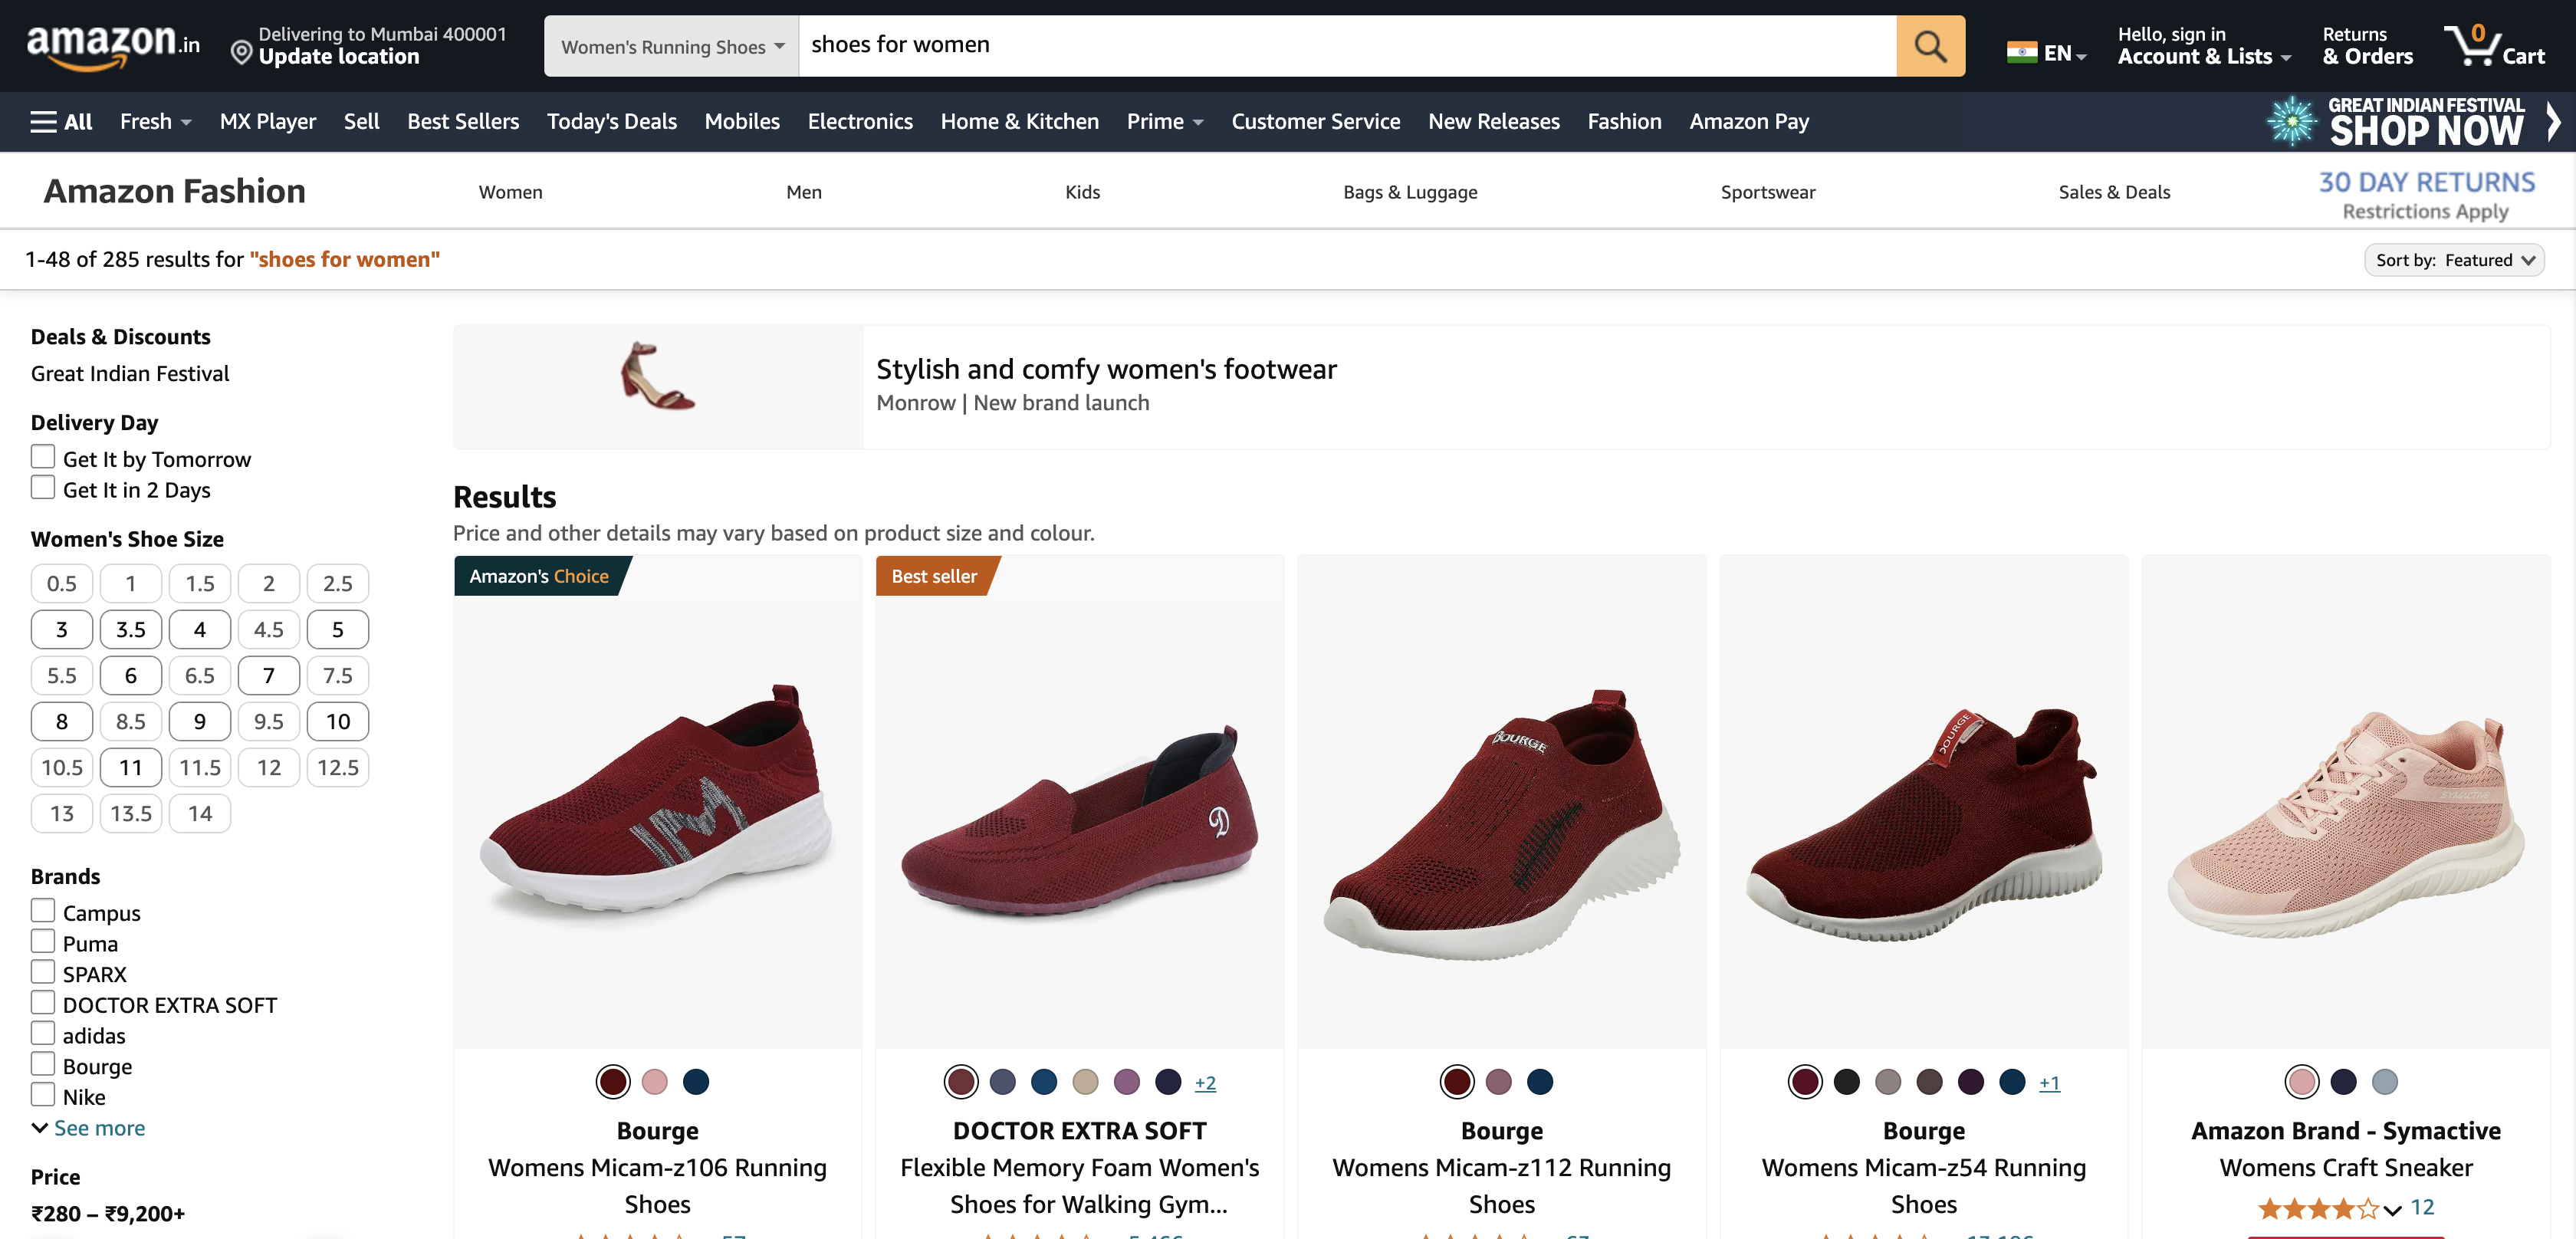 amazon.in
Delivering to Mumbai 400001
Update location
Women's Running Shoes
shoes for women
EN
Hello, sign in
Account & Lists
Returns
& Orders
0
Cart
All
Fresh
MX Player
Sell
Best Sellers
Today's Deals
Mobiles
Electronics
Home & Kitchen
Prime
Customer Service
New Releases
Fashion
Amazon Pay
GREAT INDIAN FESTIVAL
SHOP NOW
Amazon Fashion
Women
Men
Kids
Bags & Luggage
Sportswear
Sales & Deals
30 DAY RETURNS
Restrictions Apply
1-48 of 285 results for "shoes for women"
Sort by: Featured
Deals & Discounts
Great Indian Festival
Delivery Day
Get It by Tomorrow
Get It in 2 Days
Women's Shoe Size
0.5 1 1.5 2 2.5
3 3.5 4 4.5 5
5.5 6 6.5 7 7.5
8 8.5 9 9.5 10
10.5 11 11.5 12 12.5
13 13.5 14
Brands
Campus
Puma
SPARX
DOCTOR EXTRA SOFT
adidas
Bourge
Nike
See more
Price
₹280 – ₹9,200+
Stylish and comfy women's footwear
Monrow | New brand launch
Results
Price and other details may vary based on product size and colour.
Amazon's Choice
Bourge
Womens Micam-z106 Running
Shoes
Best seller
D
+2
DOCTOR EXTRA SOFT
Flexible Memory Foam Women's
Shoes for Walking Gym...
BOURGE
Bourge
Womens Micam-z112 Running
Shoes
BOURGE
+1
Bourge
Womens Micam-z54 Running
Shoes
SYMACTIVE
Amazon Brand - Symactive
Womens Craft Sneaker
12